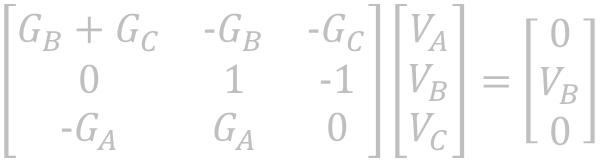 [G_B + G_C  -G_B  -G_C] [V_A]   [0]
[0  1  -1] [V_B] = [V_B]
[-G_A  G_A  0] [V_C]   [0]